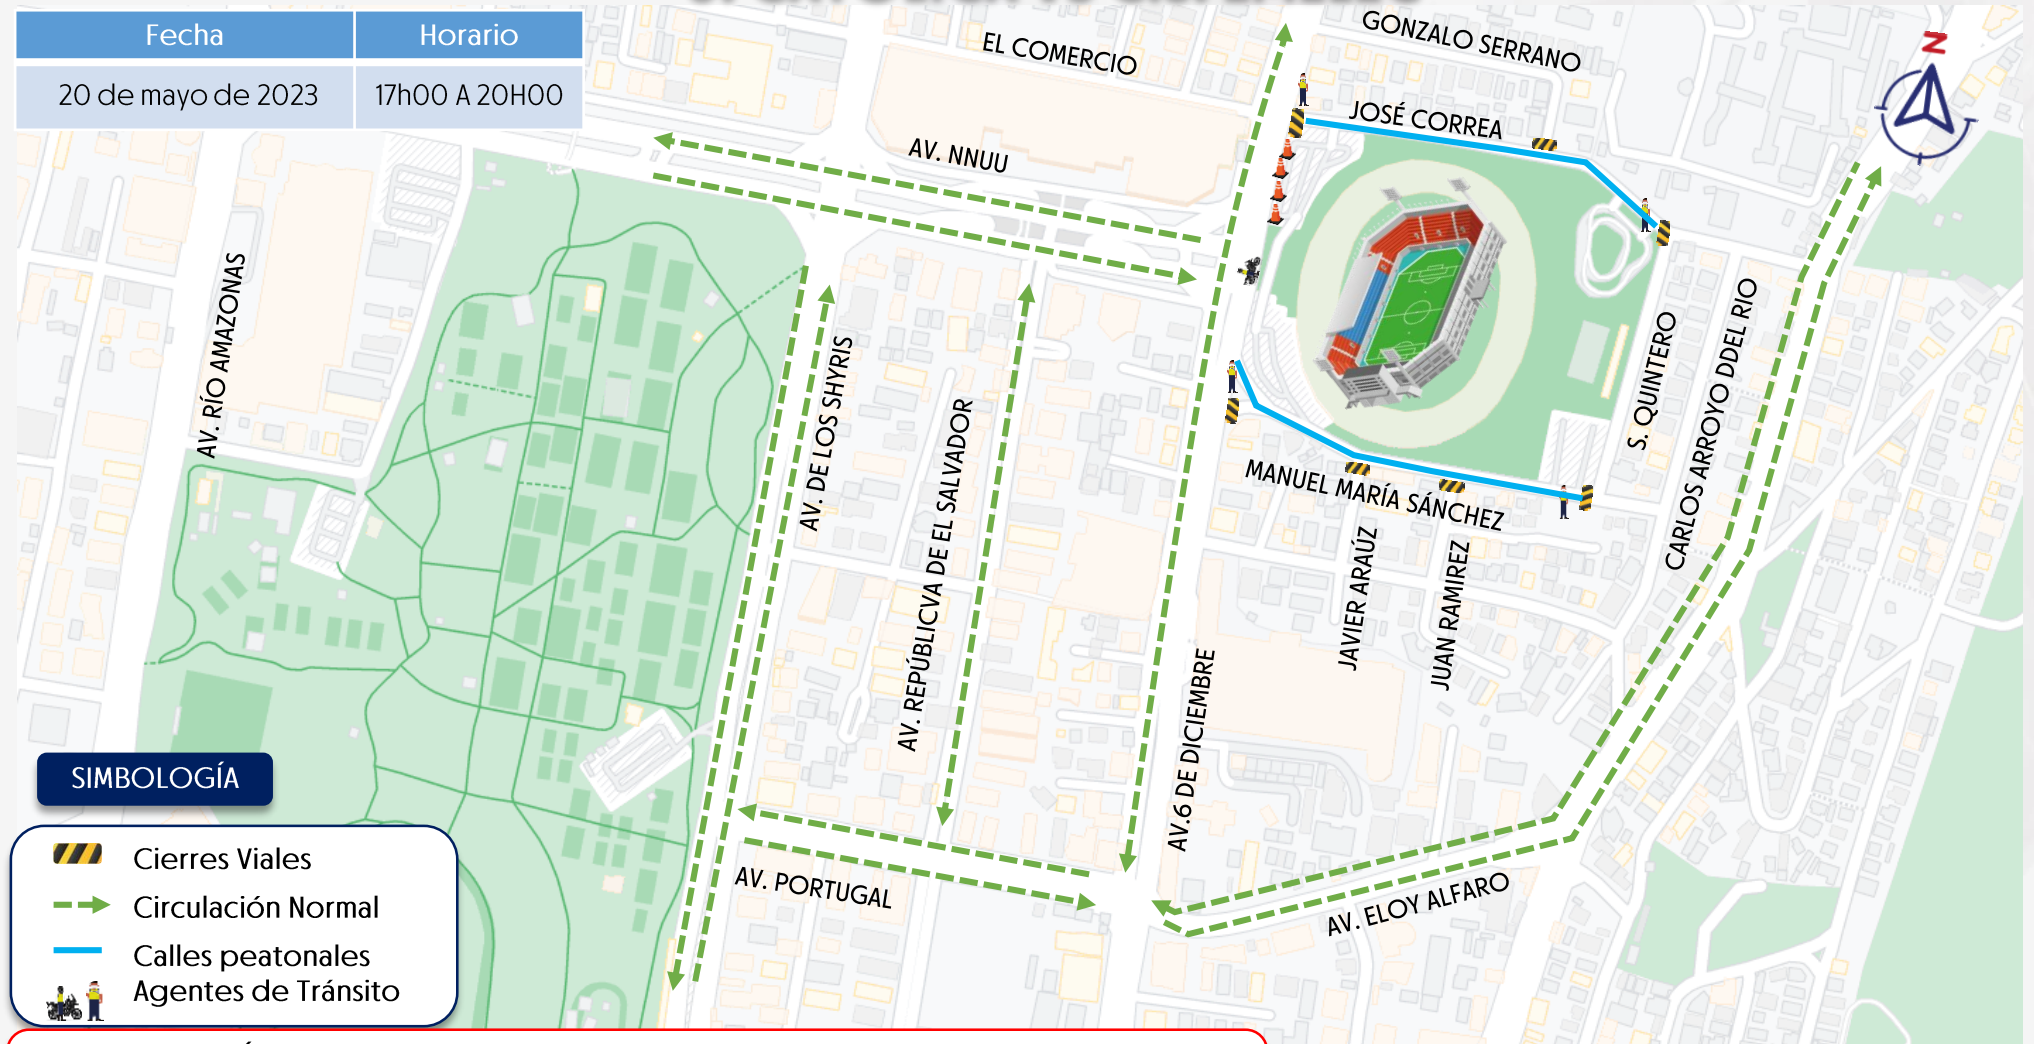 Fecha
Horario
20 de mayo de 2023
17h00 A 20H00
EL COMERCIO
GONZALO SERRANO
N
JOSÉ CORREA
AV. NNUU
AV. RÍO AMAZONAS
AV. DE LOS SHYRIS
AV. REPÚBLICVA DE EL SALVADOR
S. QUINTERO
CARLOS ARROYO DDEL RIO
MANUEL MARÍA SÁNCHEZ
JAVIER ARAÚZ
JUAN RAMIREZ
AV.6 DE DICIEMBRE
AV. PORTUGAL
AV. ELOY ALFARO
SIMBOLOGÍA
Cierres Viales
Circulación Normal
Calles peatonales
Agentes de Tránsito